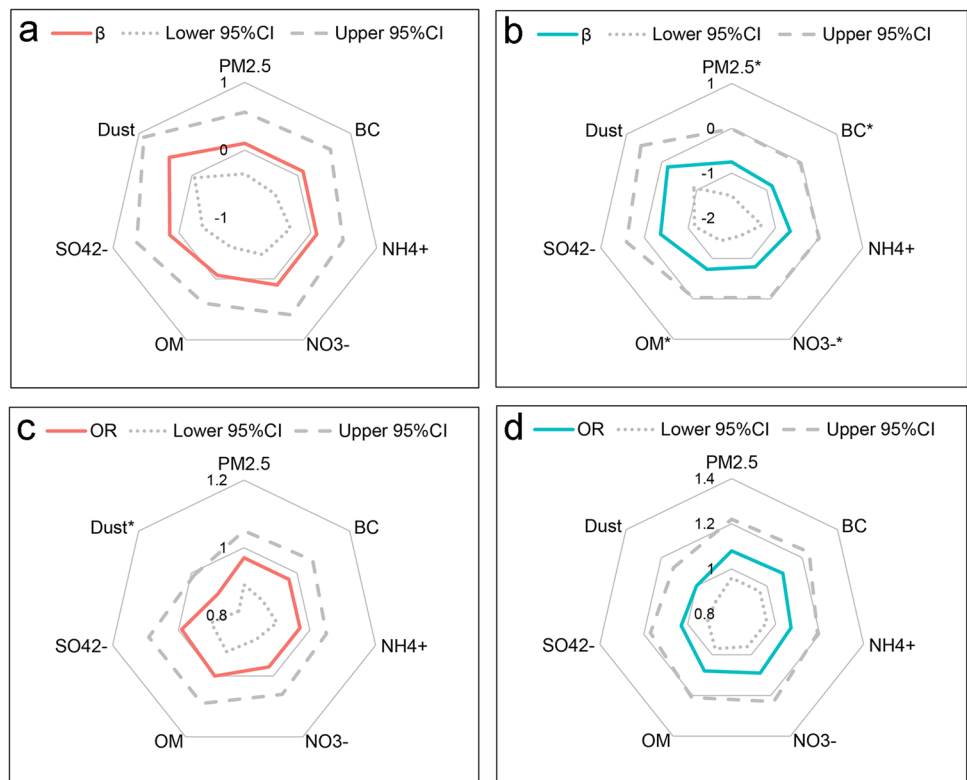 a
β Lower 95%CI Upper 95%CI
PM2.5
1
Dust
BC
0
-1
SO42-
NH4+
OM
NO3-
b
β Lower 95%CI Upper 95%CI
PM2.5*
1
Dust
BC*
0
-1
-2
SO42-
NH4+
OM*
NO3-*
c
OR Lower 95%CI Upper 95%CI
PM2.5
1.2
Dust*
BC
1
0.8
SO42-
NH4+
OM
NO3-
d
OR Lower 95%CI Upper 95%CI
PM2.5
1.4
Dust
BC
1.2
1
0.8
SO42-
NH4+
OM
NO3-